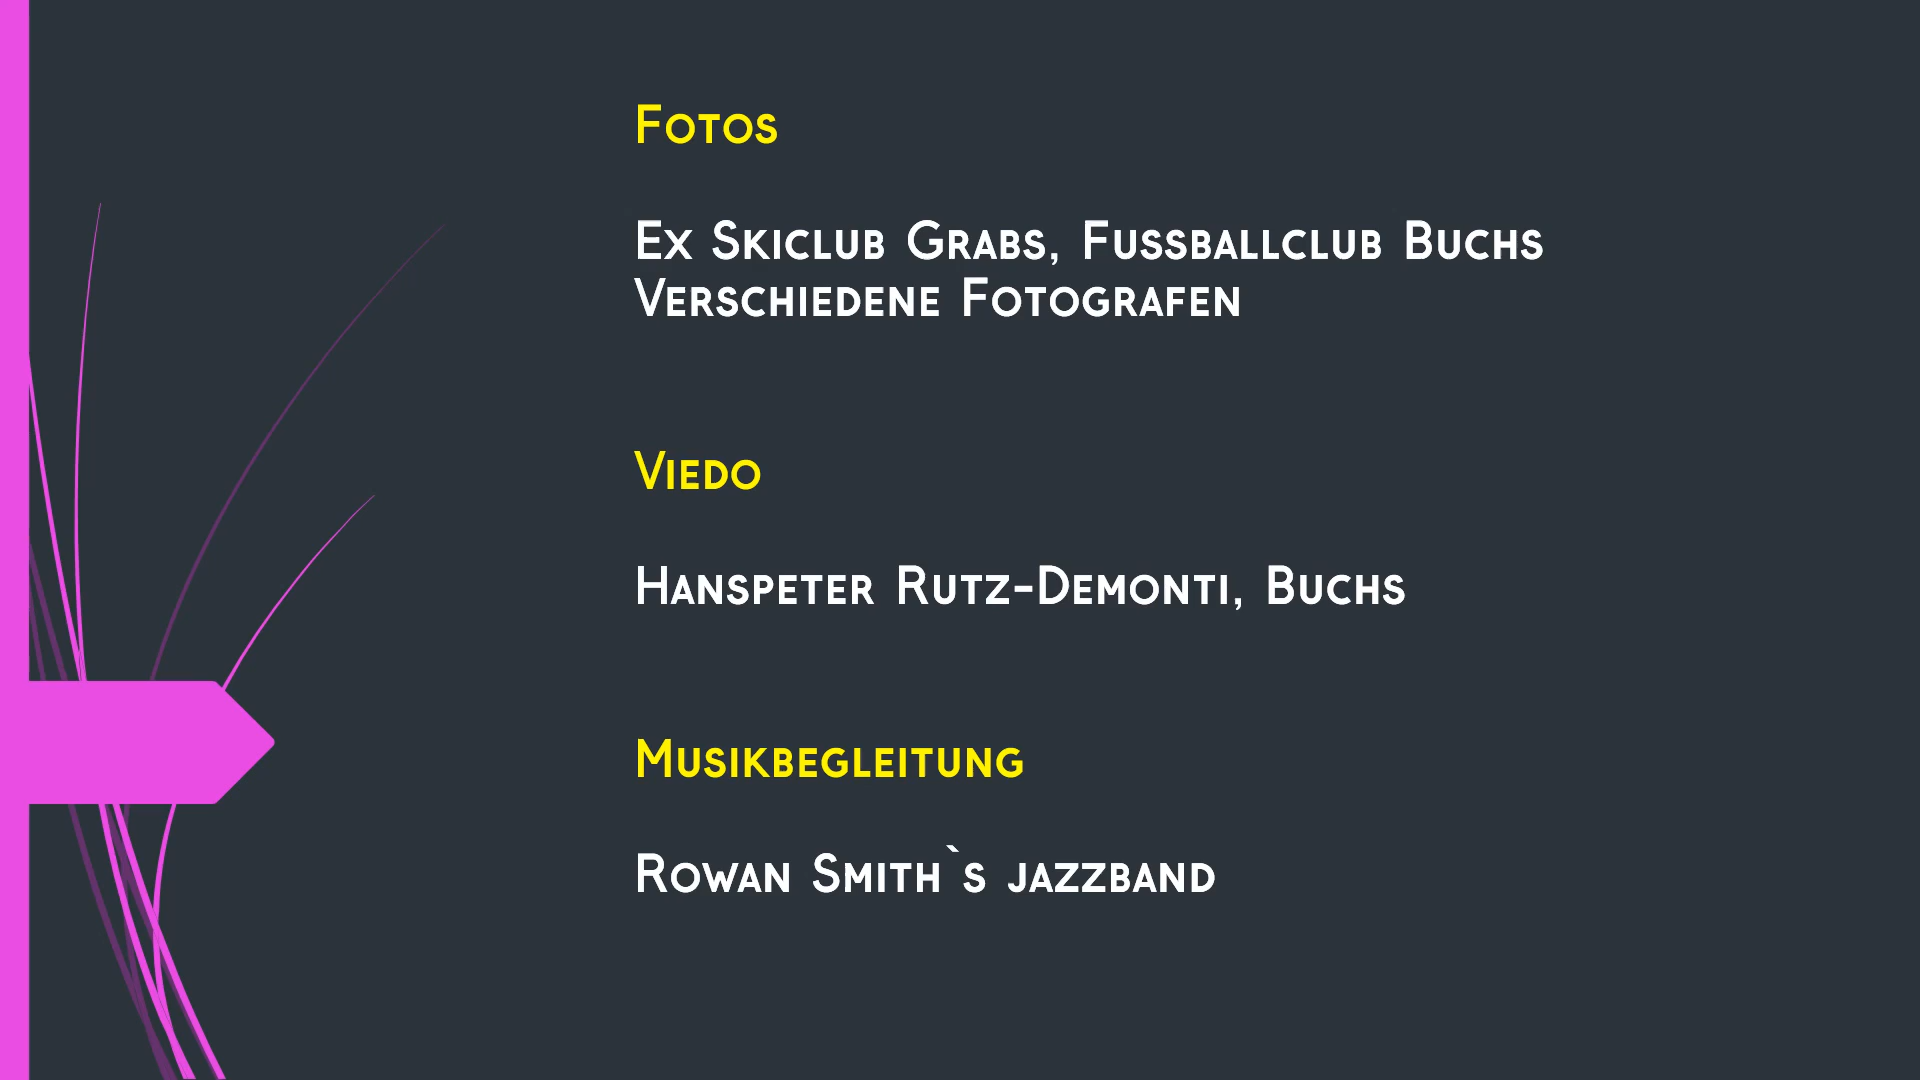 Fotos
Ex Skiclub Grabs, Fussballclub Buchs
Verschiedene Fotografen
Viedo
Hanspeter Rutz-Demonti, Buchs
Musikbegleitung
Rowan Smith`s jazzband